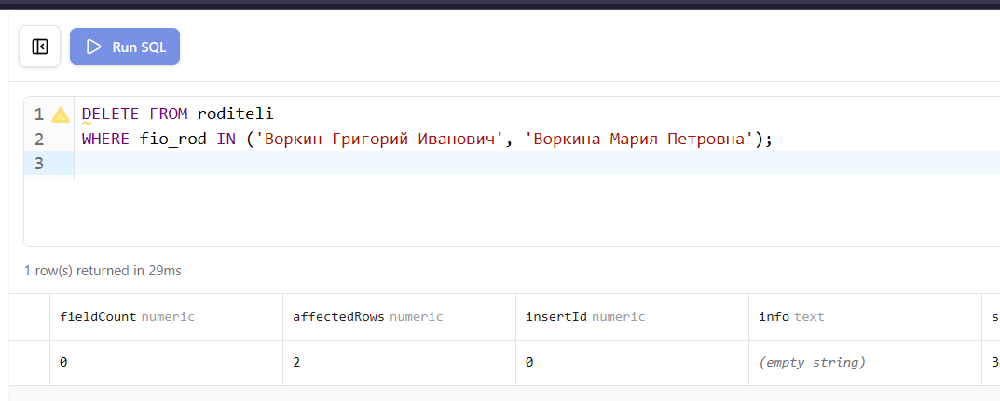 Run SQL
1 DELETE FROM roditeli
2 WHERE fio_rod IN ('Воркин Григорий Иванович', 'Воркина Мария Петровна');
3
1 row(s) returned in 29ms
fieldCount numeric affectedRows numeric insertId numeric info text s
0 2 0 (empty string) 3